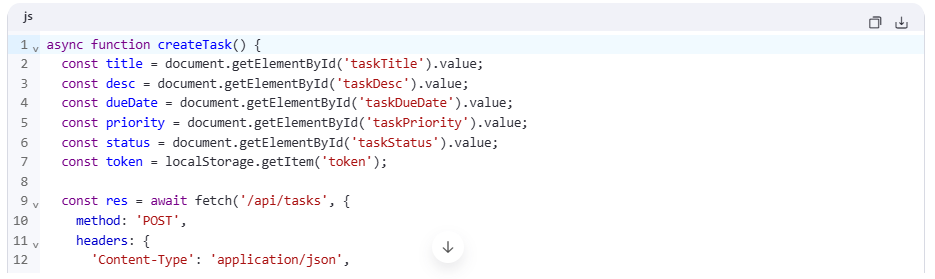 js
1 async function createTask() {
2 const title = document.getElementById('taskTitle').value;
3 const desc = document.getElementById('taskDesc').value;
4 const dueDate = document.getElementById('taskDueDate').value;
5 const priority = document.getElementById('taskPriority').value;
6 const status = document.getElementById('taskStatus').value;
7 const token = localStorage.getItem('token');
8
9 const res = await fetch('/api/tasks', {
10 method: 'POST',
11 headers: {
12 'Content-Type': 'application/json',